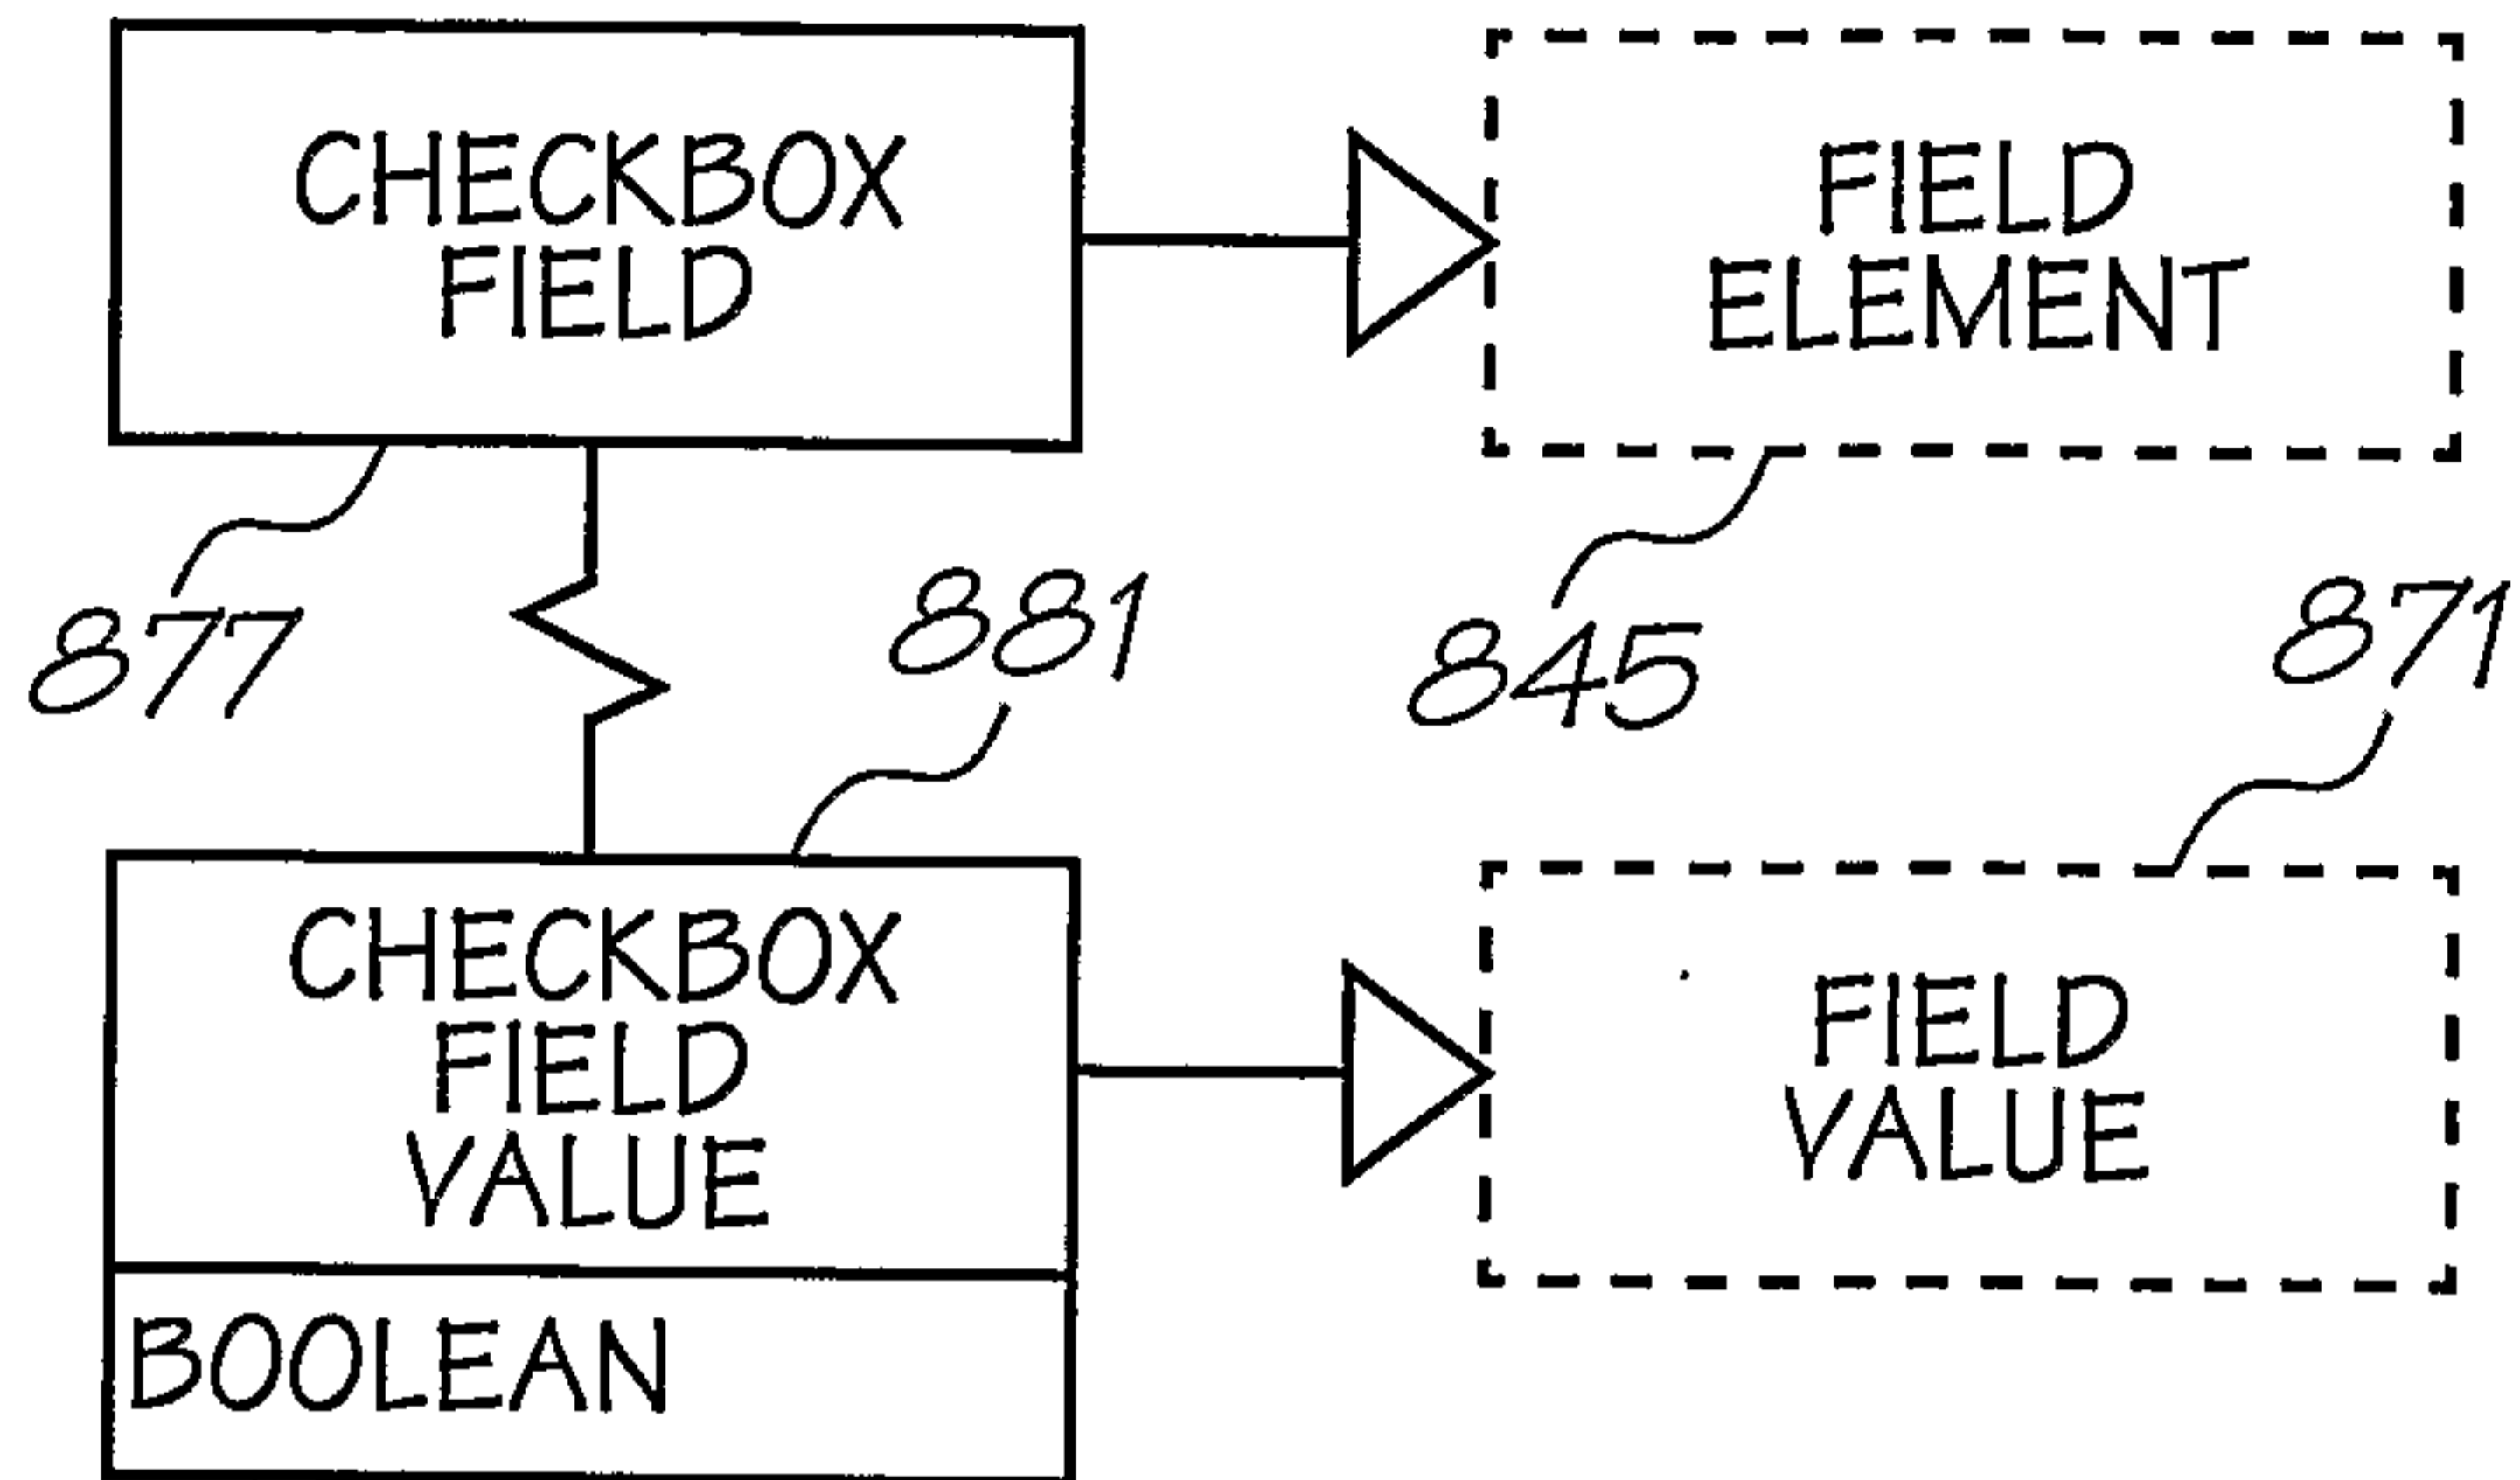 CHECKBOX
FIELD
FIELD
ELEMENT
877
881
845
871
CHECKBOX
FIELD
VALUE
BOOLEAN
FIELD
VALUE